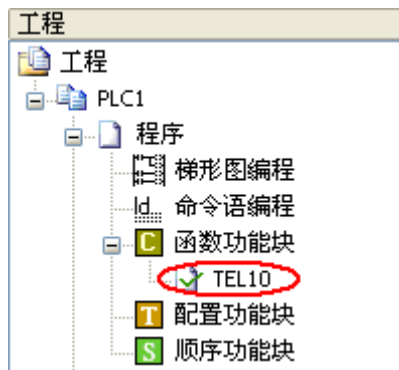 工程
工程
PLC1
程序
梯形图编程
ld... 命令语编程
C 函数功能块
TEL10
T 配置功能块
S 顺序功能块